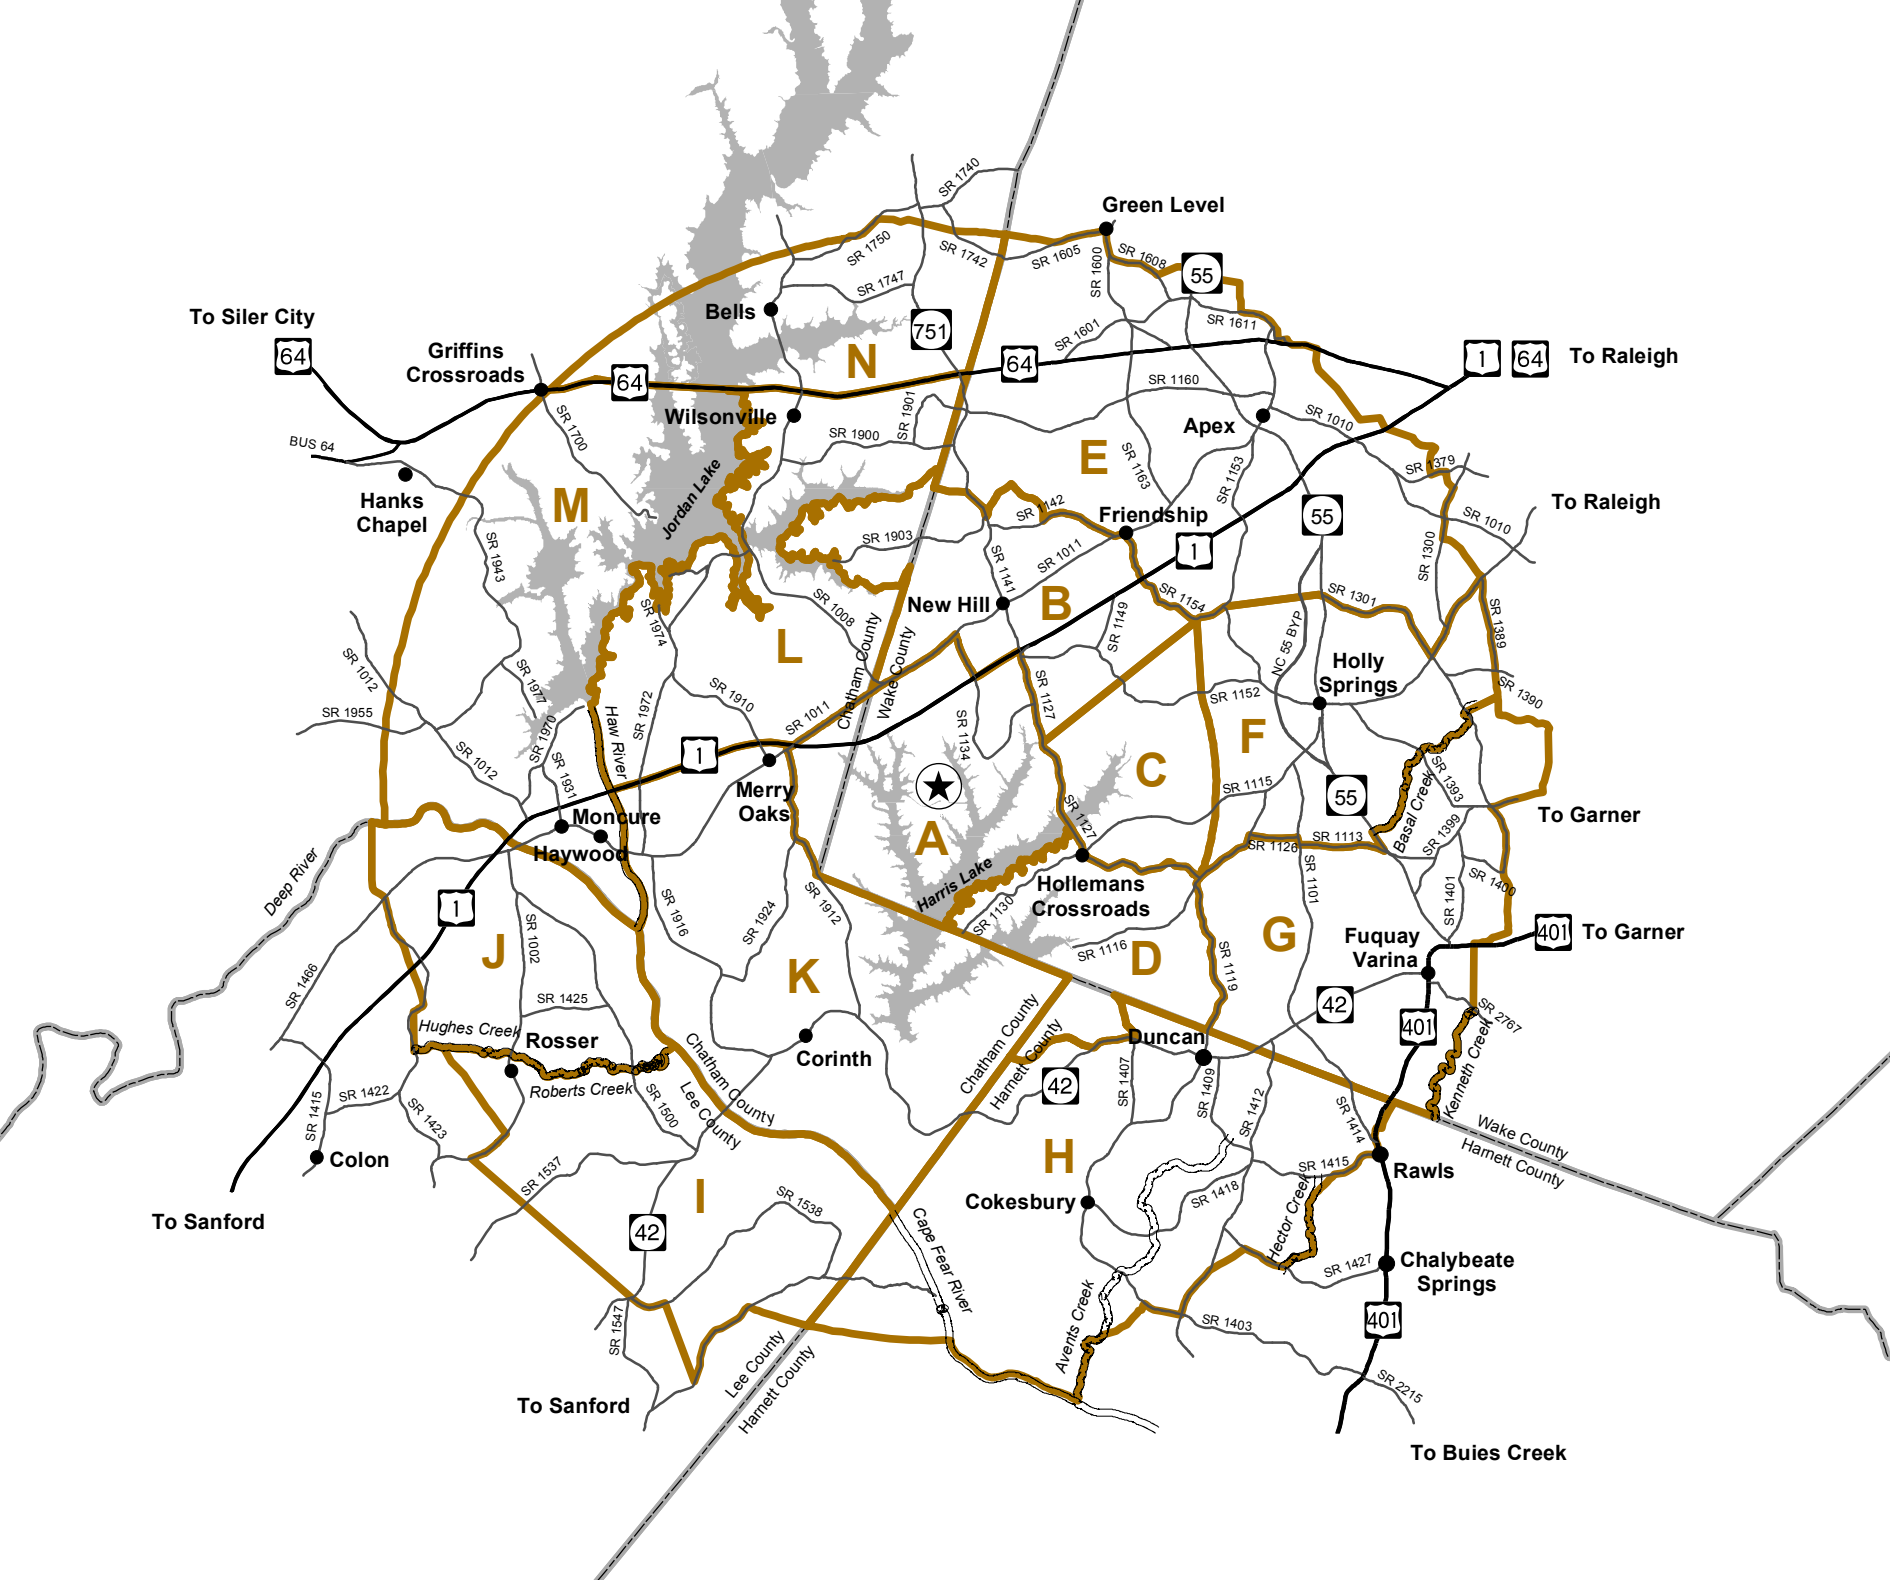 SR 1740
Green Level
SR 1750
SR 1742
SR 1605
SR 1600
SR 1608
55
SR 1747
Bells
751
SR 1611
To Siler City
64
Griffins
Crossroads
64
N
64
SR 1601
1
64
To Raleigh
SR 1160
Wilsonville
SR 1901
SR 1700
BUS 64
SR 1900
Apex
SR 1010
E
SR 1163
SR 1153
SR 1379
Hanks
Chapel
M
Jordan Lake
SR 1142
Friendship
55
To Raleigh
SR 1010
SR 1943
SR 1903
SR 1141
SR 1011
1
SR 1300
SR 1974
SR 1008
New Hill
B
SR 1149
SR 1154
SR 1301
SR 1389
L
Chatham County
Wake County
NC 55 BYP
Holly
Springs
SR 1012
SR 1977
SR 1972
SR 1910
SR 1127
SR 1152
SR 1390
SR 1955
SR 1970
Haw River
SR 1011
SR 1134
F
SR 1012
SR 1931
1
Merry
Oaks
C
SR 1115
55
SR 1393
Basal Creek
To Garner
Moncure
Haywood
A
SR 1127
SR 1126
SR 1113
SR 1399
Deep River
Harris Lake
Hollemans
Crossroads
SR 1130
SR 1101
SR 1401
SR 1400
1
SR 1002
SR 1916
SR 1924
SR 1912
J
K
SR 1116
D
SR 1119
G
Fuquay
Varina
401
To Garner
SR 1466
SR 1425
42
SR 2767
Hughes Creek
Rosser
Chatham County
Harnett County
Duncan
401
Kenneth Creek
Corinth
Chatham County
Lee County
Roberts Creek
SR 1500
42
SR 1407
SR 1409
SR 1412
SR 1414
SR 1422
SR 1415
SR 1423
Wake County
Harnett County
Colon
H
SR 1537
SR 1415
Rawls
I
SR 1538
Cokesbury
SR 1418
Hector Creek
To Sanford
42
Cape Fear River
SR 1427
Chalybeate
Springs
SR 1547
Avents Creek
SR 1403
401
Lee County
Harnett County
To Sanford
SR 2215
To Buies Creek